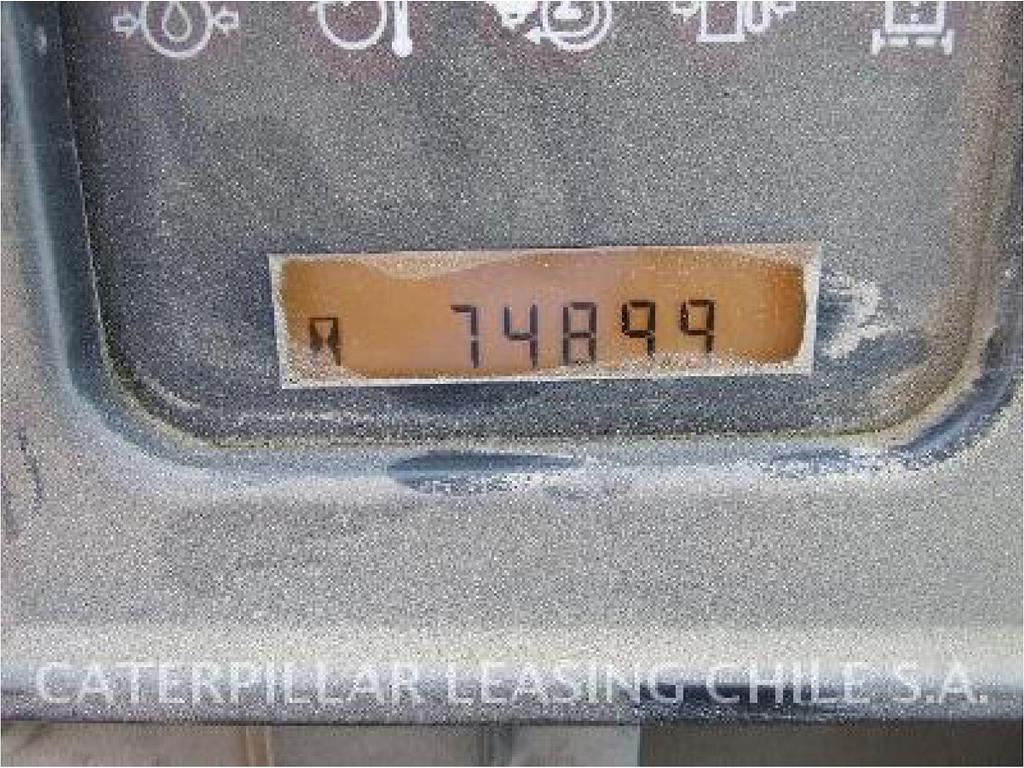 74899
CATERPILLAR LEASING CHILE S.A.